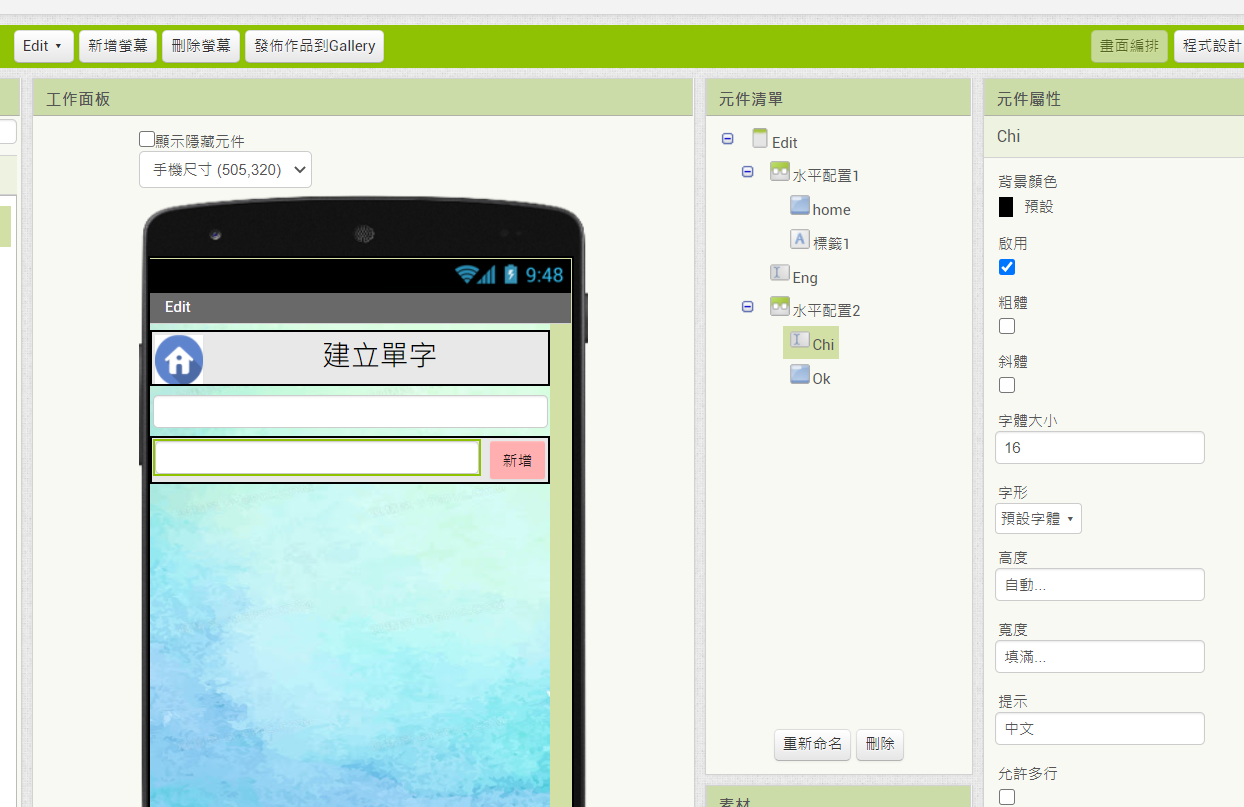 Edit ▾ 新增螢幕 刪除螢幕 發佈作品到Gallery 畫面編排 程式設計
工作面板
顯示隱藏元件
手機尺寸 (505,320)
9:48
Edit
建立單字
新增
元件清單
Edit
水平配置1
home
A 標籤1
Eng
水平配置2
Chi
Ok
重新命名 刪除
素材
元件屬性
Chi
背景顏色
預設
啟用
粗體
斜體
字體大小
16
字形
預設字體 ▾
高度
自動...
寬度
填滿...
提示
中文
允許多行